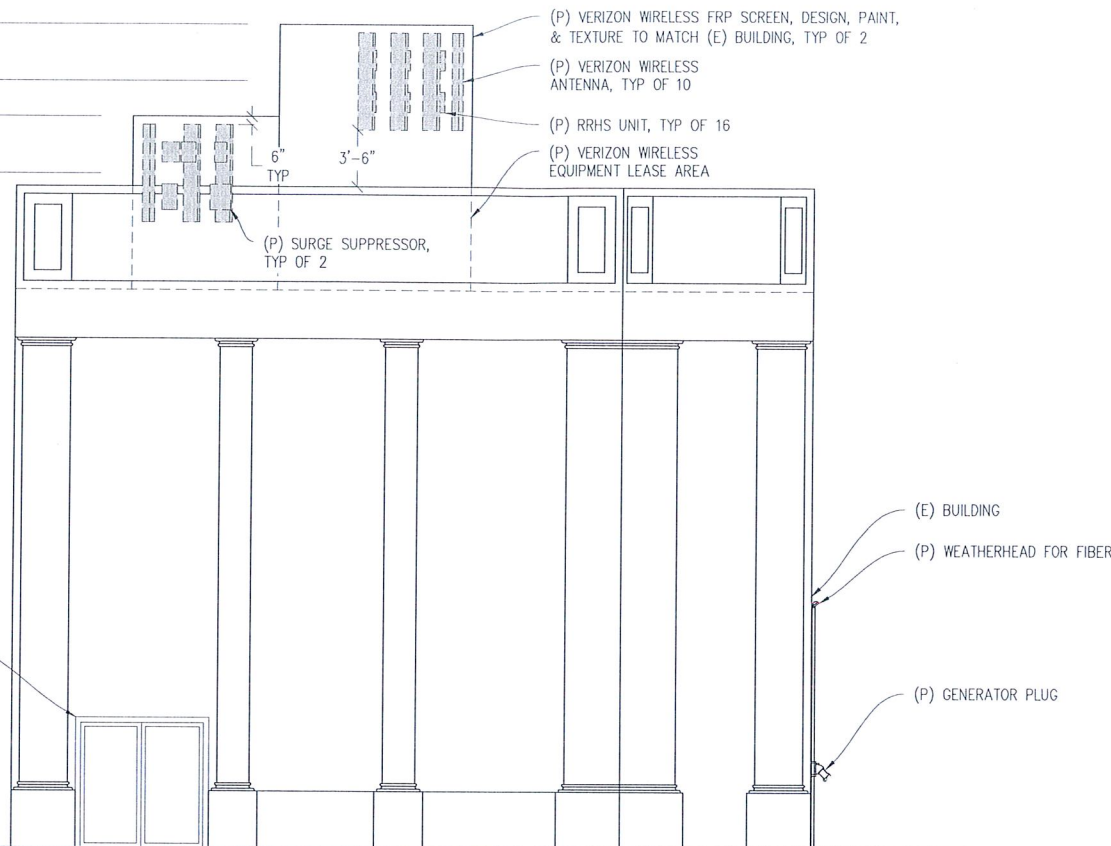 (P) VERIZON WIRELESS FRP SCREEN, DESIGN, PAINT,
& TEXTURE TO MATCH (E) BUILDING, TYP OF 2
(P) VERIZON WIRELESS
ANTENNA, TYP OF 10
(P) RRHS UNIT, TYP OF 16
(P) VERIZON WIRELESS
EQUIPMENT LEASE AREA
6"
TYP
3'-6"
(P) SURGE SUPPRESSOR,
TYP OF 2
(E) BUILDING
(P) WEATHERHEAD FOR FIBER
(P) GENERATOR PLUG